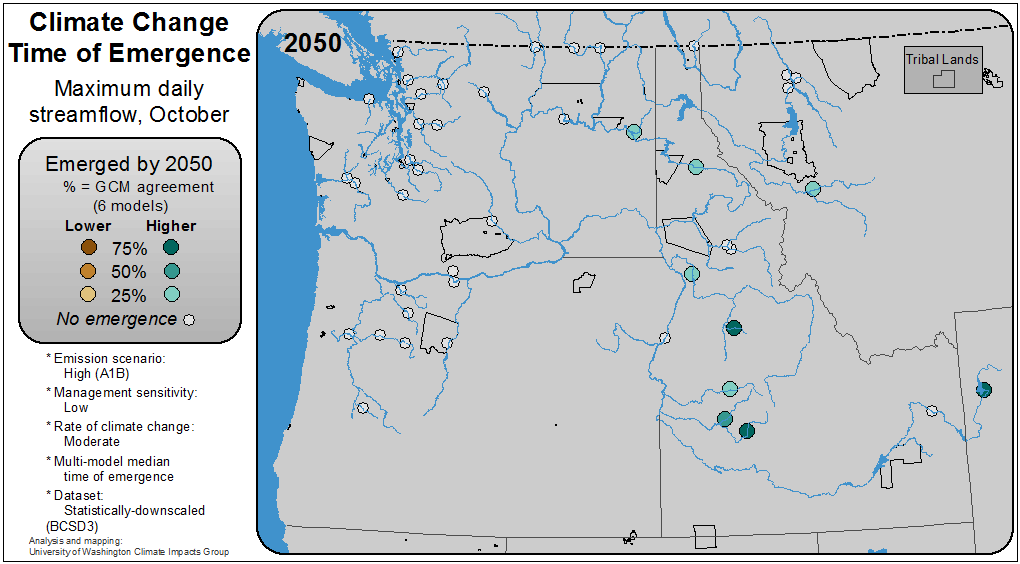 Climate Change
Time of Emergence
Maximum daily
streamflow, October
Emerged by 2050
% = GCM agreement
(6 models)
Lower Higher
75%
50%
25%
No emergence
* Emission scenario:
High (A1B)
* Management sensitivity:
Low
* Rate of climate change:
Moderate
* Multi-model median
time of emergence
* Dataset:
Statistically-downscaled
(BCSD3)
Analysis and mapping:
University of Washington Climate Impacts Group
2050
Tribal Lands